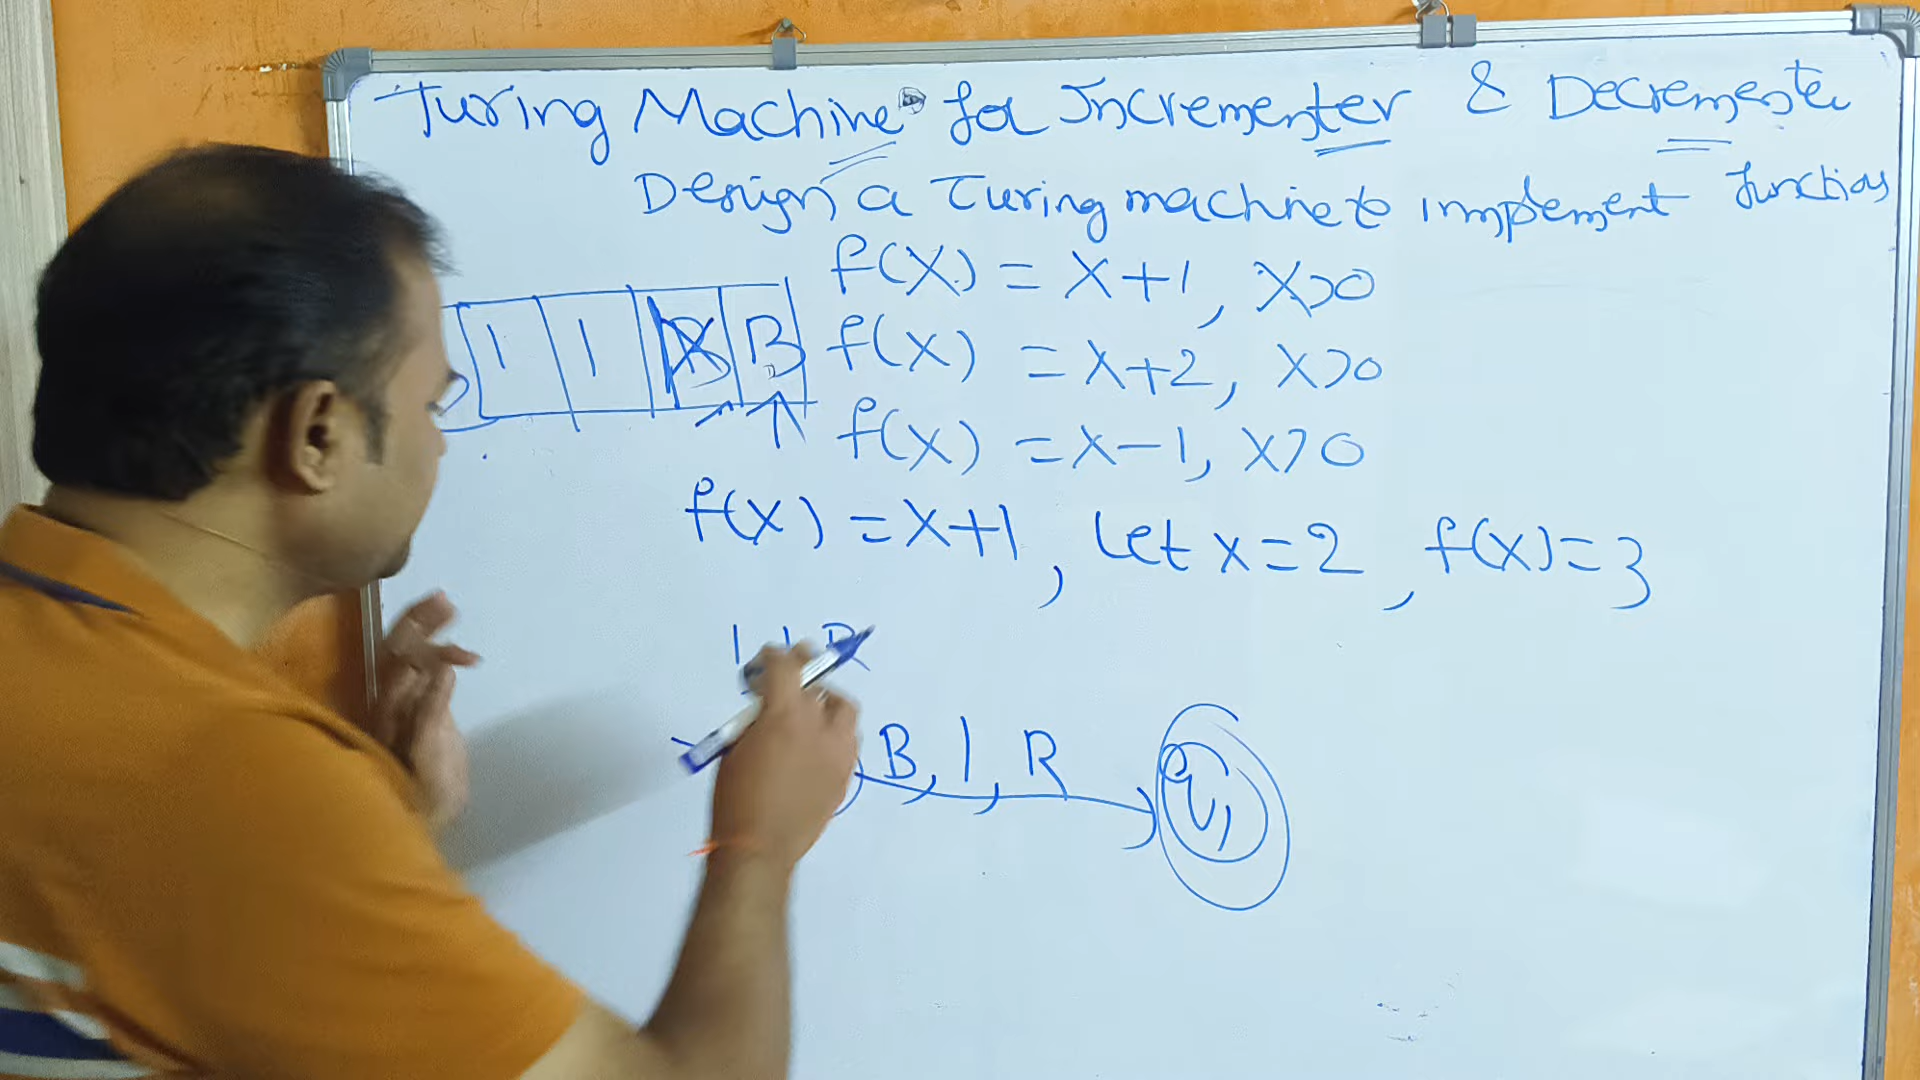 Turing Machine for Incrementer & Decrementer
Design a Turing machine to implement functions
f(x) = x+1, x>0
1 1 B B
f(x) = x+2, x>0
f(x) = x-1, x>0
f(x) = x+1, Let x=2, f(x)=3
1, 1, R
B, 1, R
q1